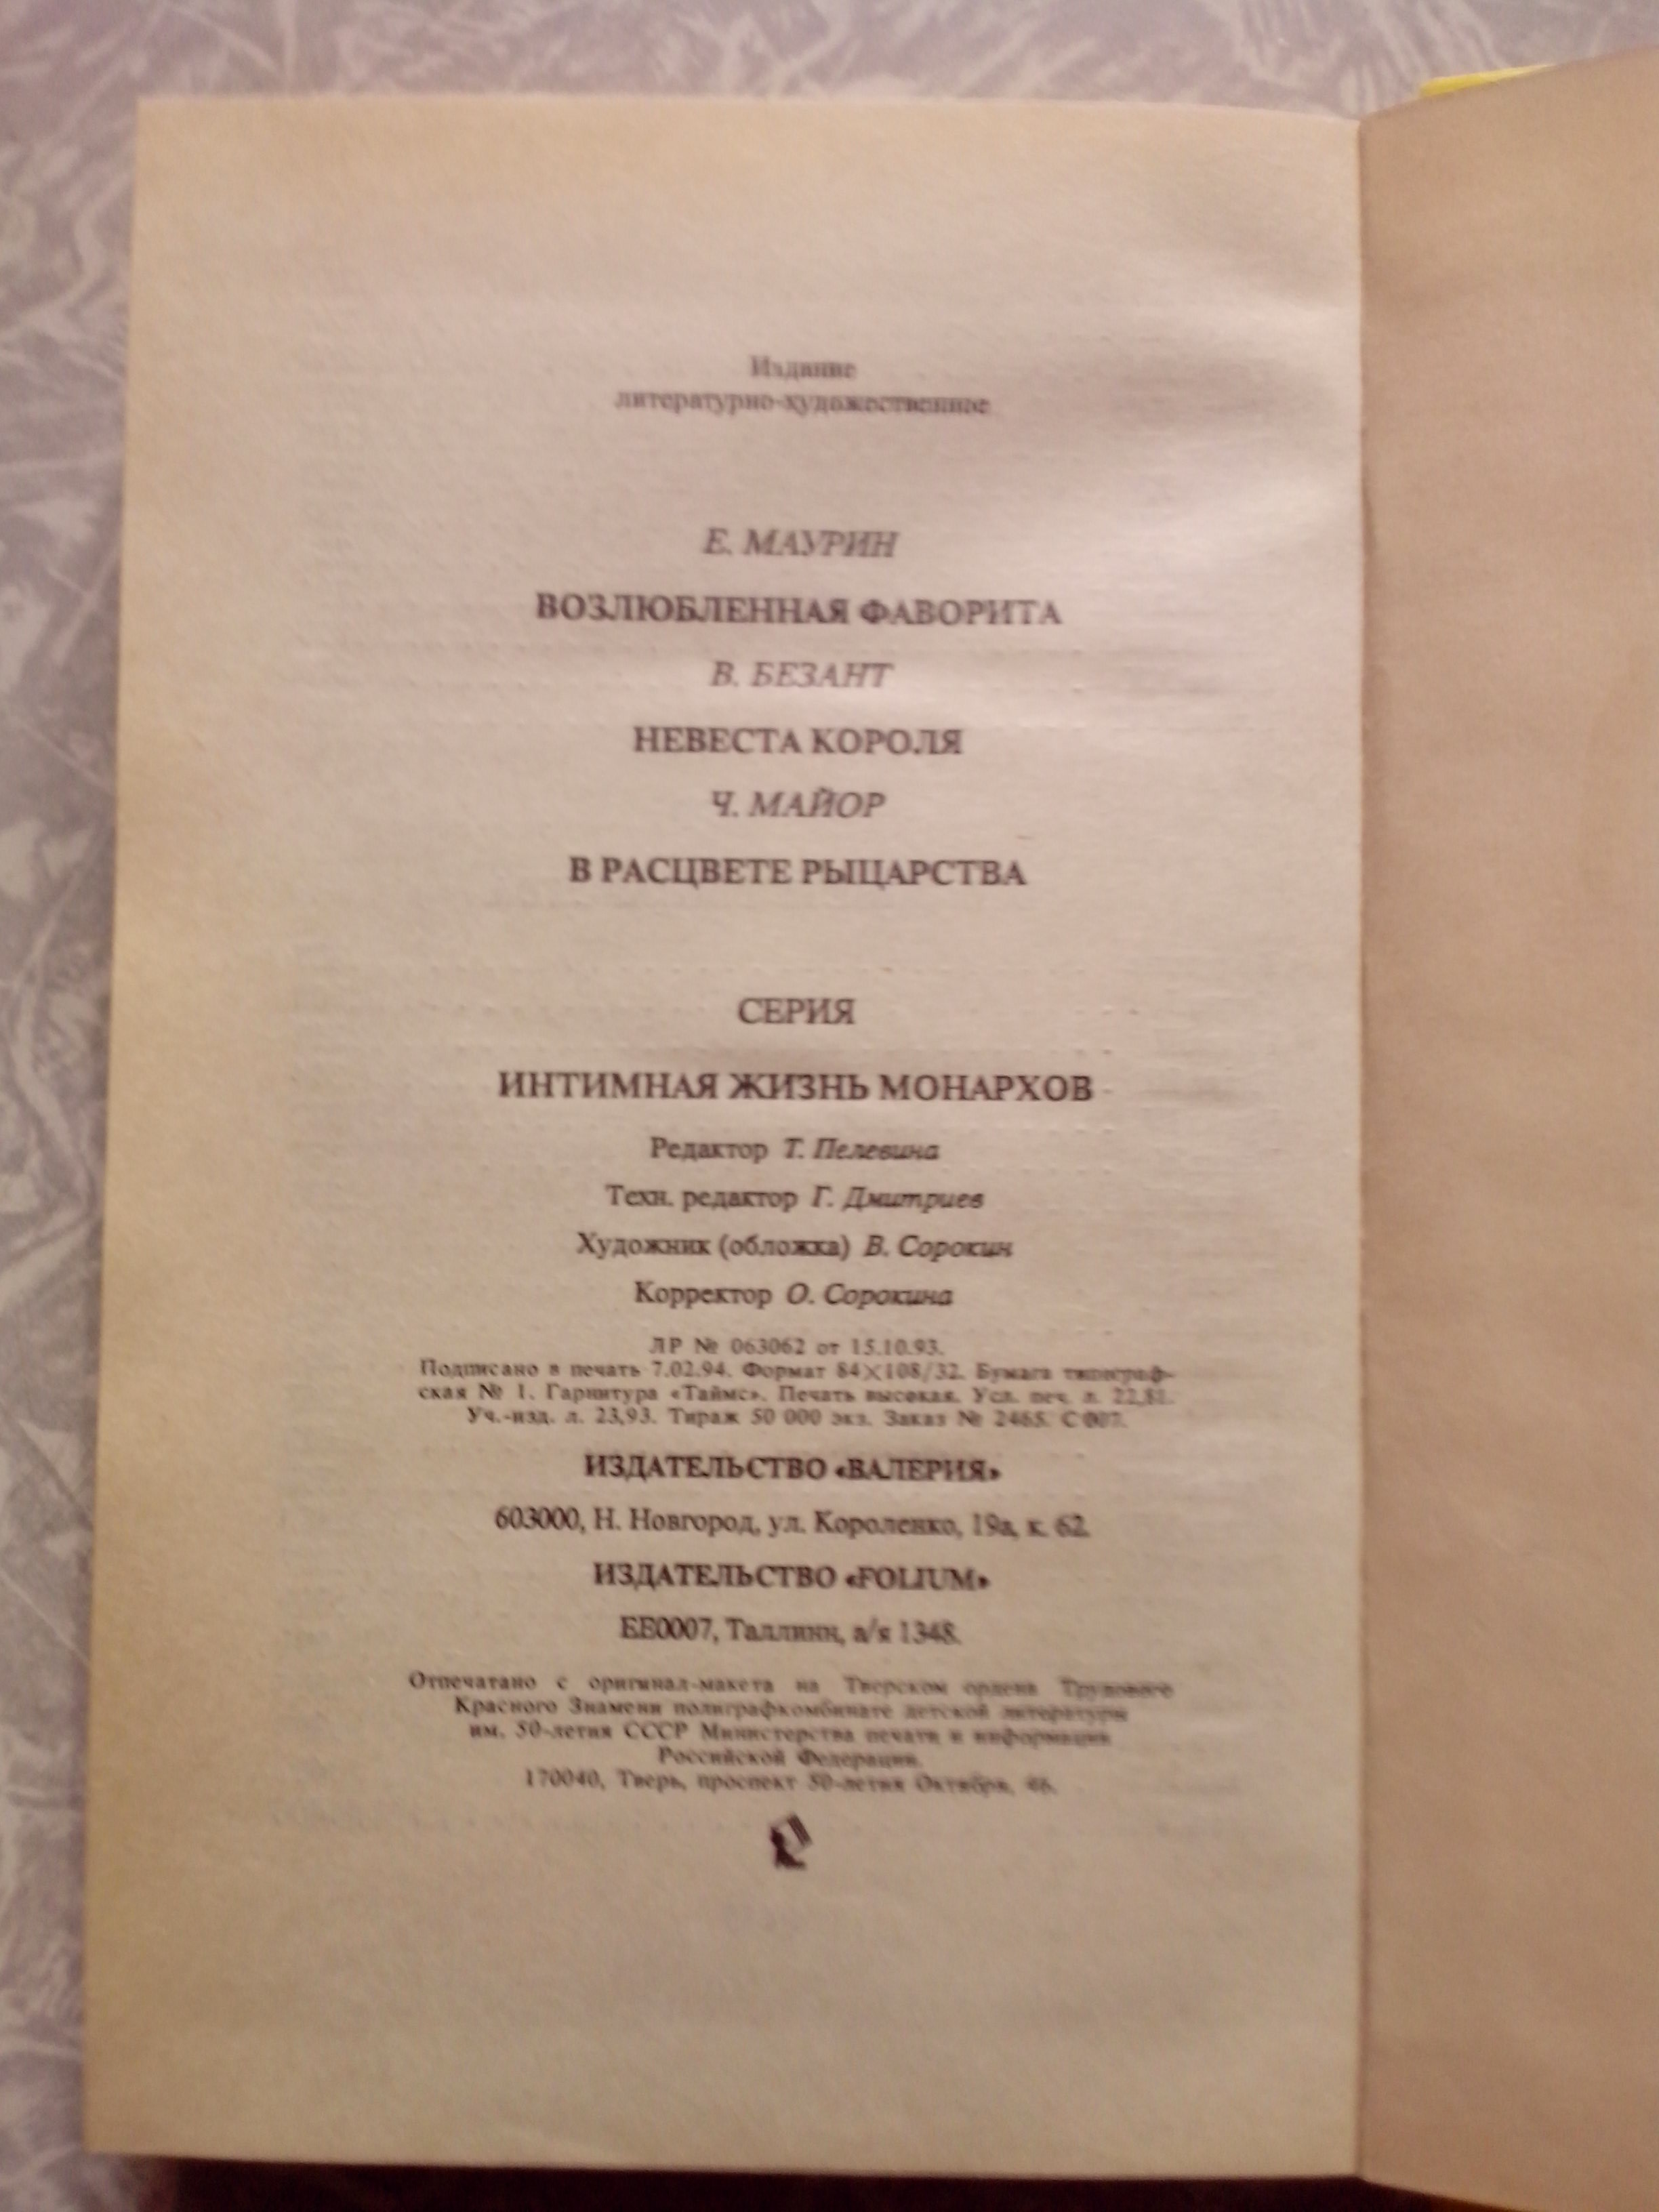 Издание
литературно-художественное
Е. МАУРИН
ВОЗЛЮБЛЕННАЯ ФАВОРИТА
В. БЕЗАНТ
НЕВЕСТА КОРОЛЯ
Ч. МАЙОР
В РАСЦВЕТЕ РЫЦАРСТВА
СЕРИЯ
ИНТИМНАЯ ЖИЗНЬ МОНАРХОВ
Редактор Т. Пелевина
Техн. редактор Г. Дмитриев
Художник (обложка) В. Сорокин
Корректор О. Сорокина
ЛР № 063062 от 15.10.93.
Подписано в печать 7.02.94. Формат 84×108/32. Бумага типограф-
ская № 1. Гарнитура «Таймс». Печать высокая. Усл. печ. л. 22,81.
Уч.-изд. л. 23,93. Тираж 50 000 экз. Заказ № 2465. С 007.
ИЗДАТЕЛЬСТВО «ВАЛЕРИЯ»
603000, Н. Новгород, ул. Короленко, 19а, к. 62.
ИЗДАТЕЛЬСТВО «FOLIUM»
ЕЕ0007, Таллинн, а/я 1348.
Отпечатано с оригинал-макета на Тверском ордена Трудового
Красного Знамени полиграфкомбинате детской литературы
им. 50-летия СССР Министерства печати и информации
Российской Федерации.
170040, Тверь, проспект 50-летия Октября, 46.